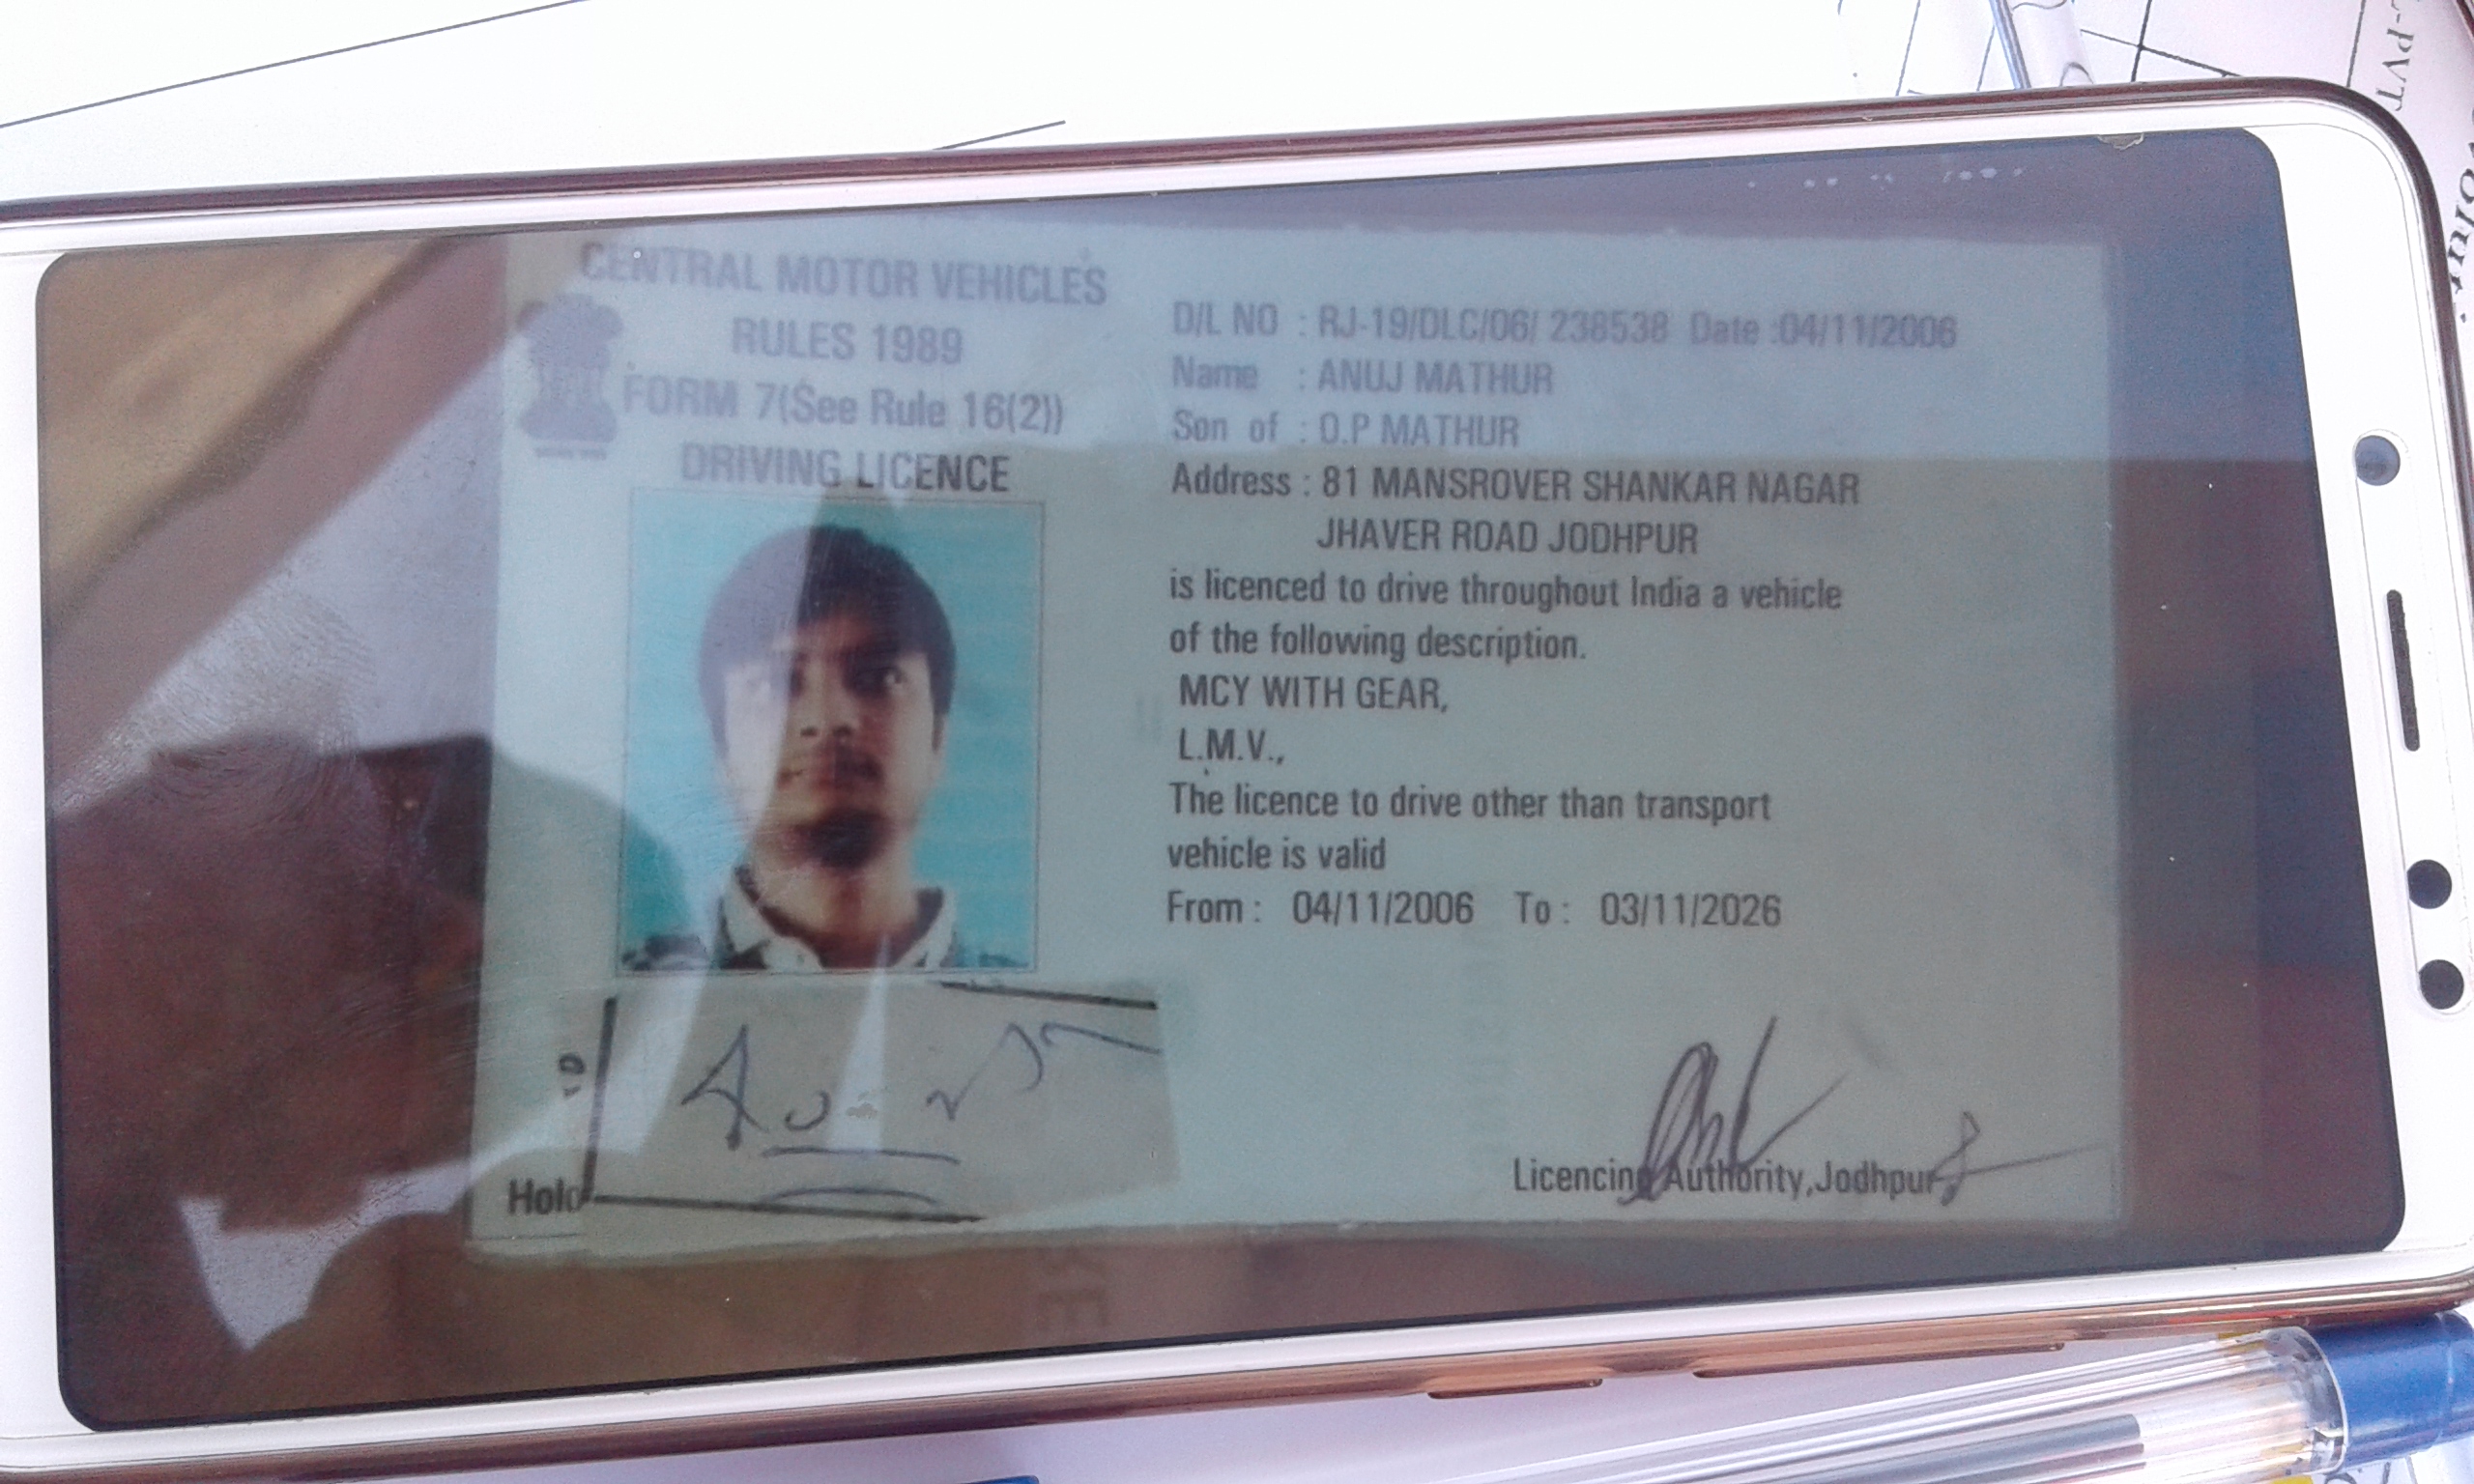 CENTRAL MOTOR VEHICLES
RULES 1989
FORM 7(See Rule 16(2))
DRIVING LICENCE
D/L NO : RJ-19/DLC/06/ 238538 Date :04/11/2006
Name : ANUJ MATHUR
Son of : O.P MATHUR
Address : 81 MANSROVER SHANKAR NAGAR
JHAVER ROAD JODHPUR
is licenced to drive throughout India a vehicle
of the following description.
MCY WITH GEAR,
L.M.V.,
The licence to drive other than transport
vehicle is valid
From : 04/11/2006 To : 03/11/2026
Licencing Authority,Jodhpur